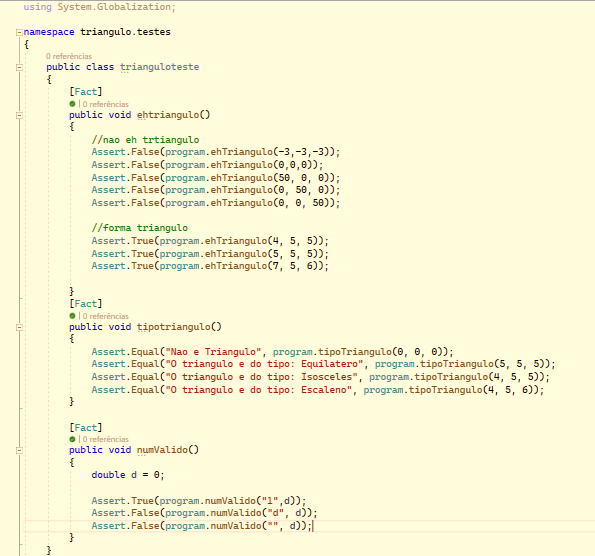 using System.Globalization;
namespace triangulo.testes
{
0 referências
public class trianguloteste
{
[Fact]
| 0 referências
public void ehtriangulo()
{
//nao eh trtiangulo
Assert.False(program.ehTriangulo(-3,-3,-3));
Assert.False(program.ehTriangulo(0,0,0));
Assert.False(program.ehTriangulo(50, 0, 0));
Assert.False(program.ehTriangulo(0, 50, 0));
Assert.False(program.ehTriangulo(0, 0, 50));
//forma triangulo
Assert.True(program.ehTriangulo(4, 5, 5));
Assert.True(program.ehTriangulo(5, 5, 5));
Assert.True(program.ehTriangulo(7, 5, 6));
}
[Fact]
| 0 referências
public void tipotriangulo()
{
Assert.Equal("Nao e Triangulo", program.tipoTriangulo(0, 0, 0));
Assert.Equal("O triangulo e do tipo: Equilatero", program.tipoTriangulo(5, 5, 5));
Assert.Equal("O triangulo e do tipo: Isosceles", program.tipoTriangulo(4, 5, 5));
Assert.Equal("O triangulo e do tipo: Escaleno", program.tipoTriangulo(4, 5, 6));
}
[Fact]
| 0 referências
public void numValido()
{
double d = 0;
Assert.True(program.numValido("1",d));
Assert.False(program.numValido("d", d));
Assert.False(program.numValido("", d));
}
}